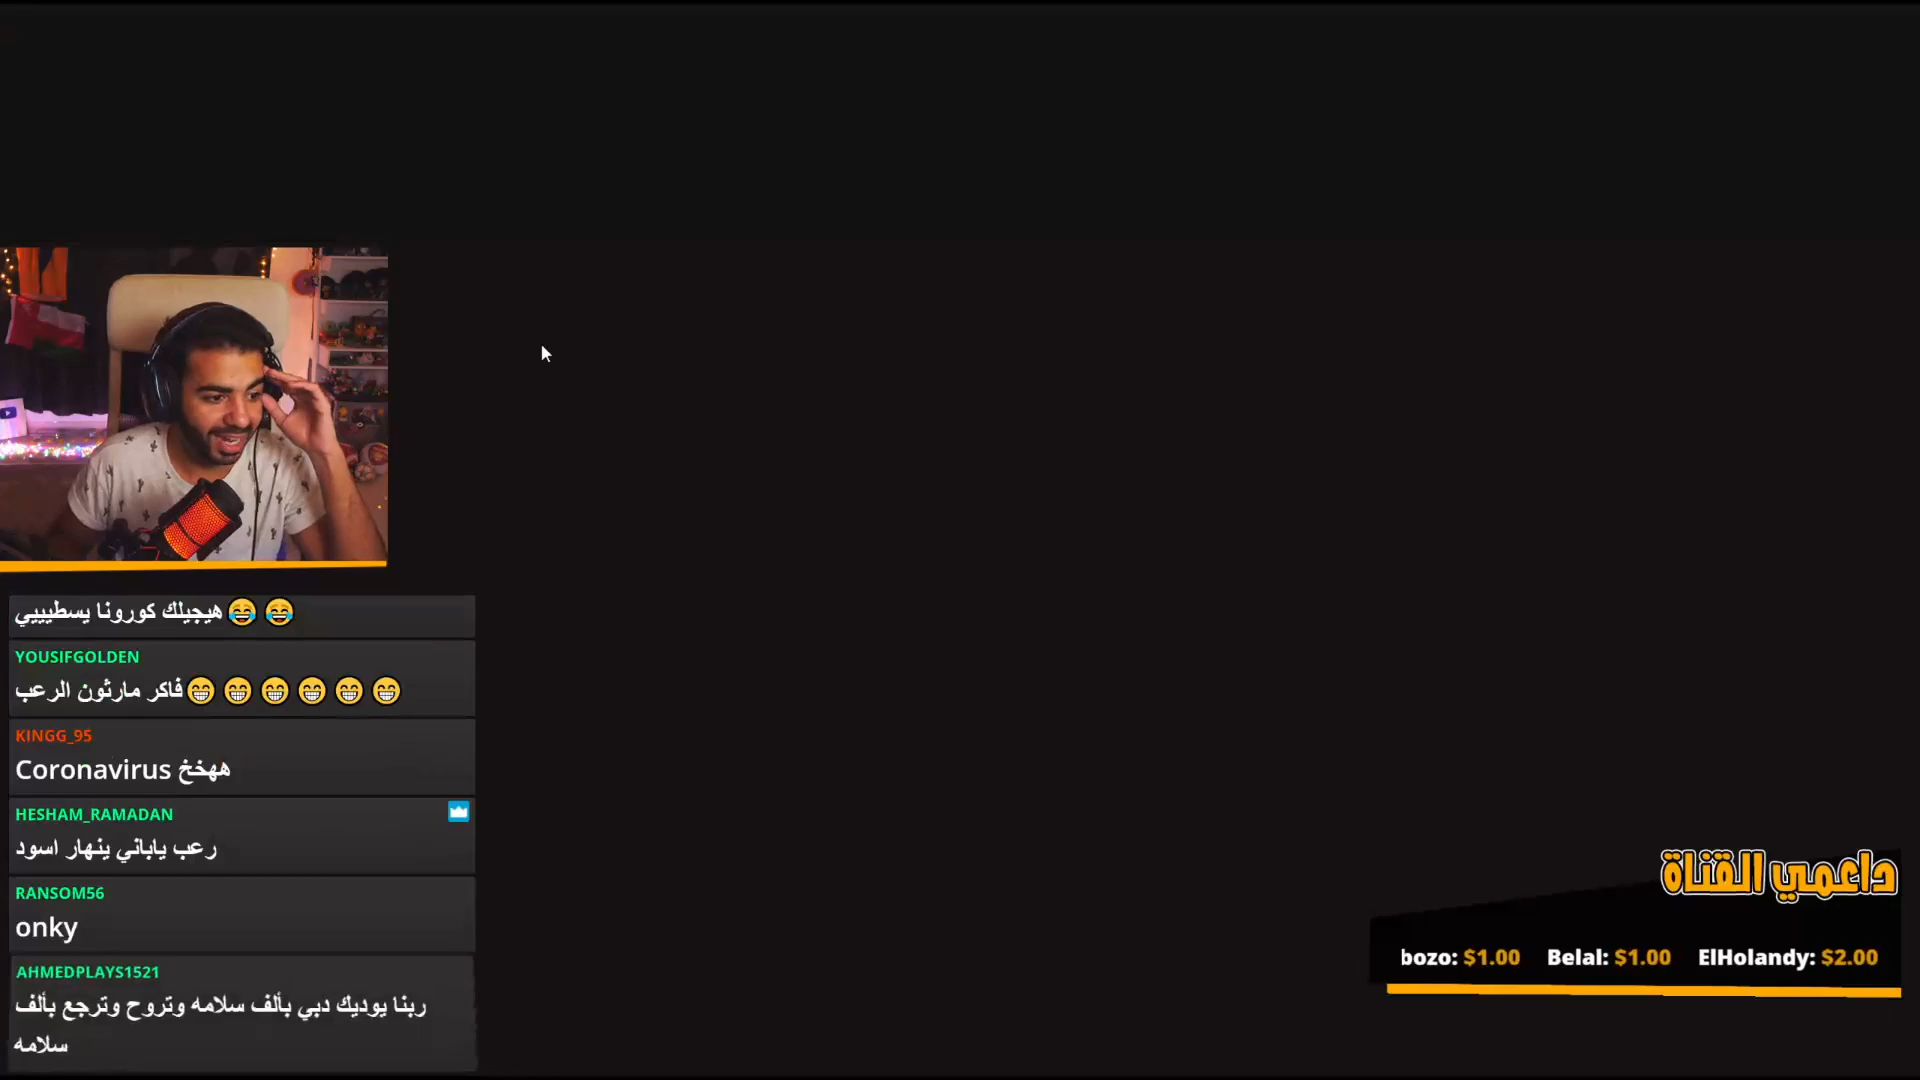 هيجيلك كورونا يسطيييي😂 😂
YOUSIFGOLDEN
فاكر مارثون الرعب😁 😁 😁 😁 😁 😁
KINGG_95
Coronavirus ههخخ
HESHAM_RAMADAN
رعب ياباني ينهار اسود
RANSOM56
onky
AHMEDPLAYS1521
ربنا يوديك دبي بألف سلامه وتروح وترجع بألف
سلامه
داعمي القناة
bozo: $1.00 Belal: $1.00 ElHolandy: $2.00